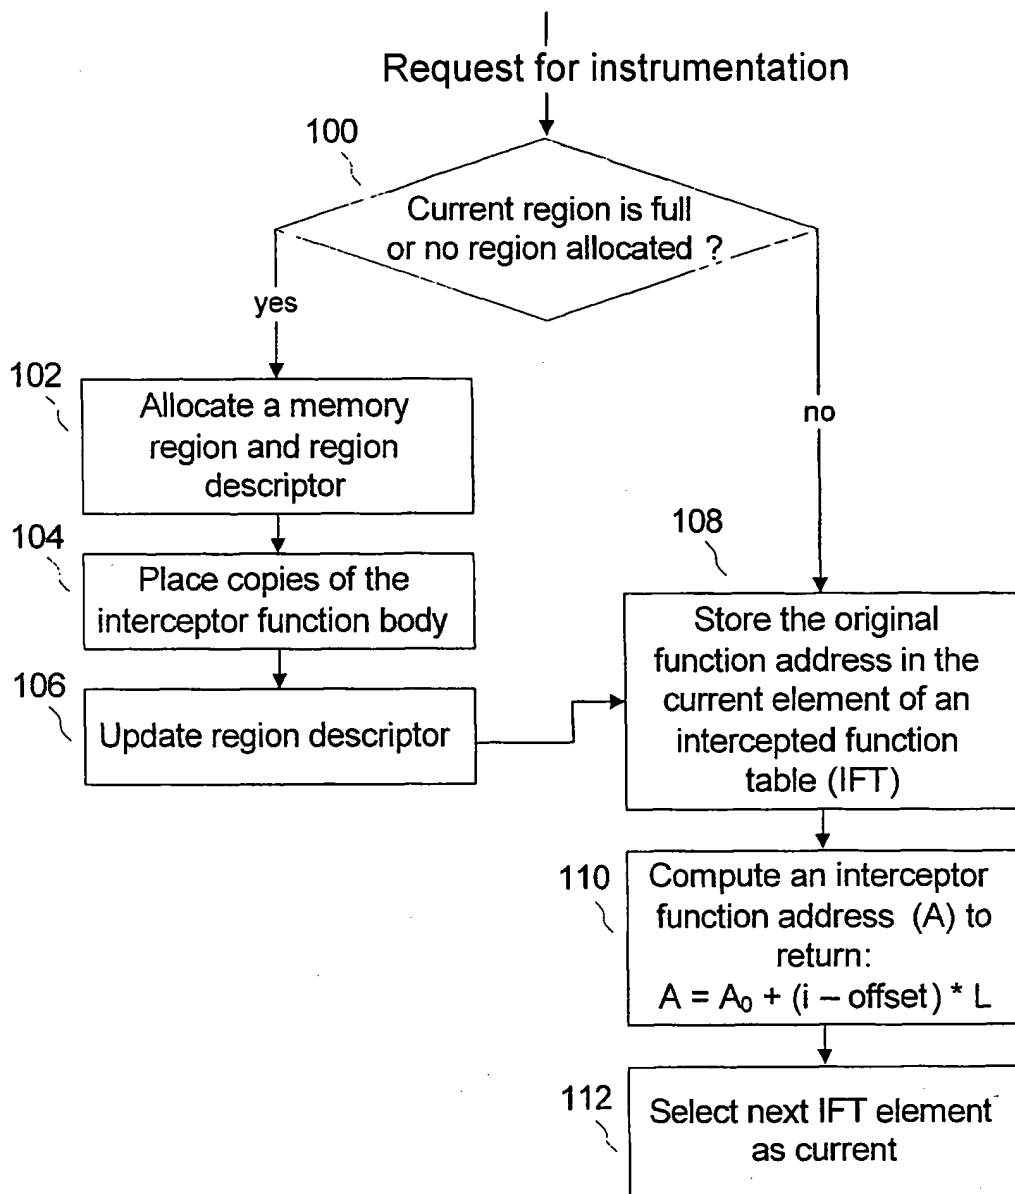 Request for instrumentation
100
Current region is full
or no region allocated ?
yes
no
102
Allocate a memory
region and region
descriptor
104
Place copies of the
interceptor function body
106
Update region descriptor
108
Store the original
function address in the
current element of an
intercepted function
table (IFT)
110
Compute an interceptor
function address (A) to
return:
A = A₀ + (i – offset) * L
112
Select next IFT element
as current